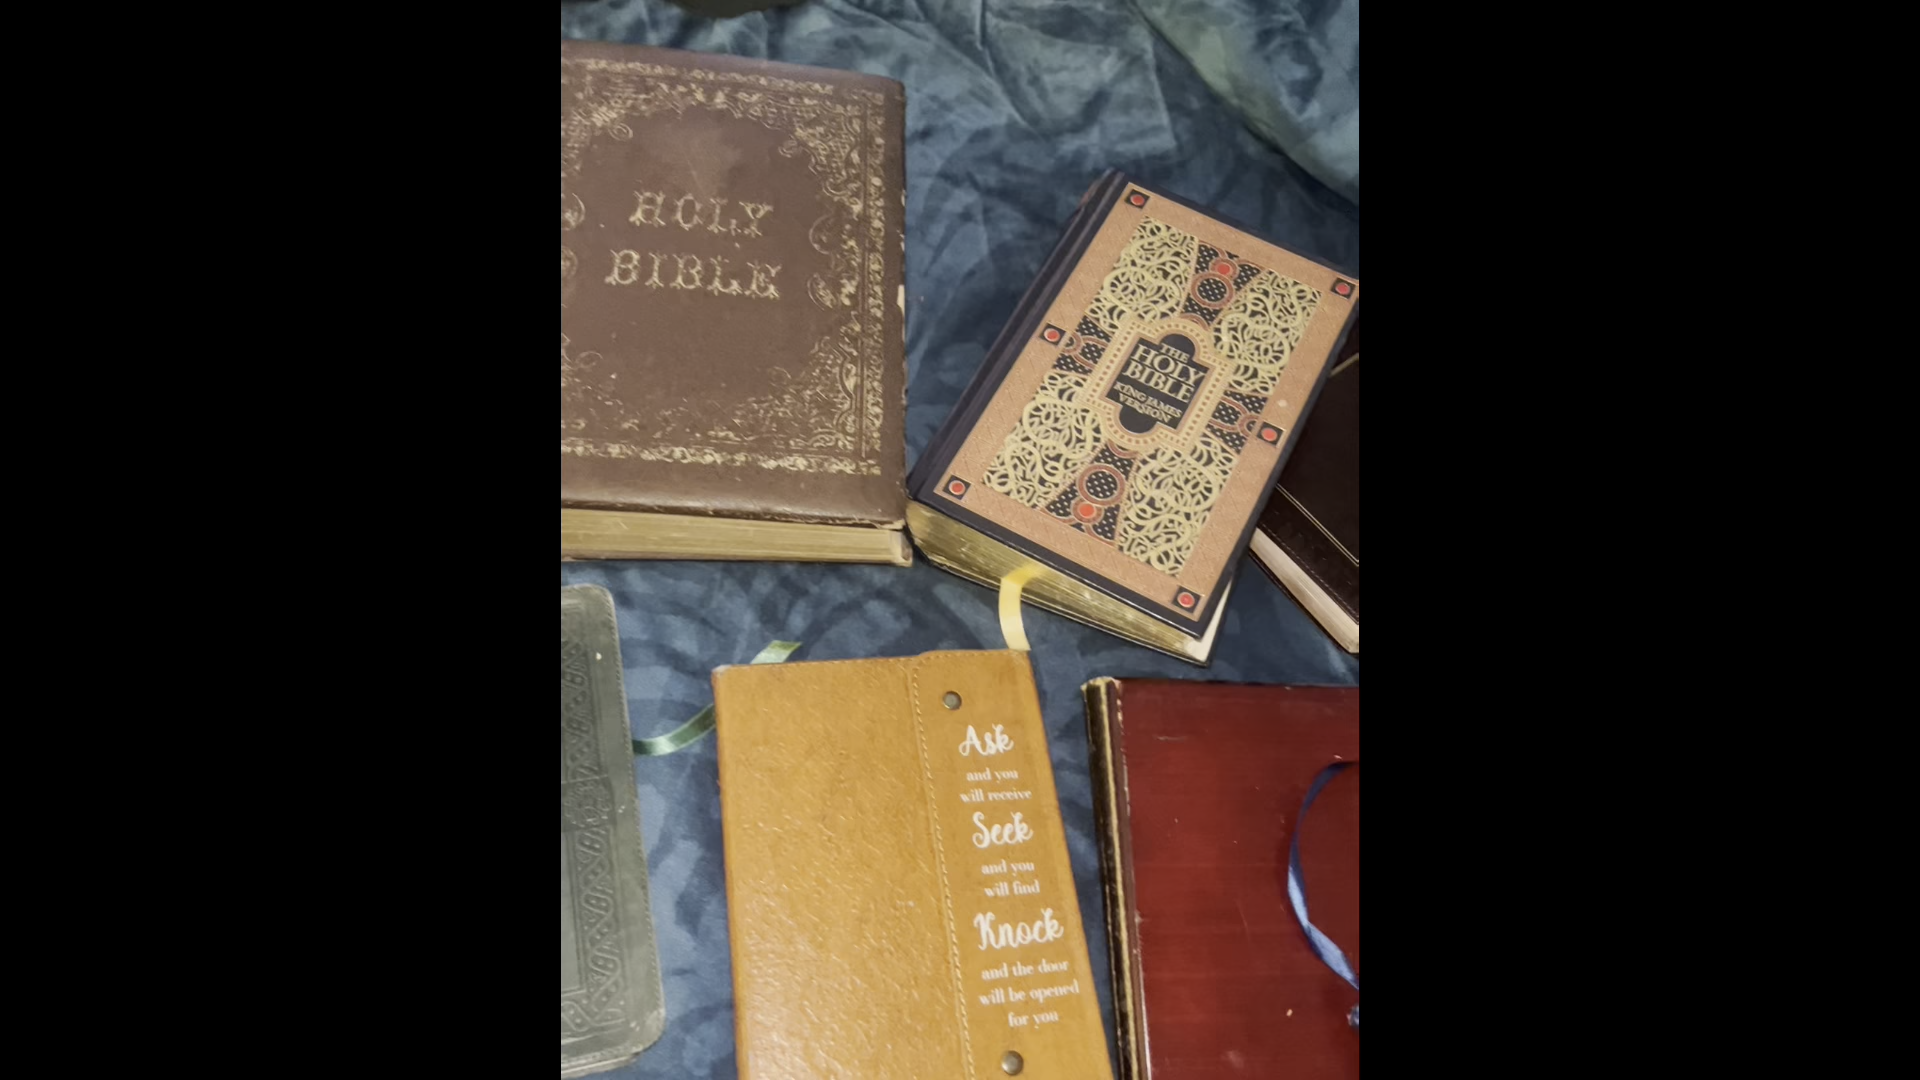 HOLY
BIBLE
THE
HOLY
BIBLE
KING JAMES
VERSION
Ask
and you
will receive
Seek
and you
will find
Knock
and the door
will be opened
for you